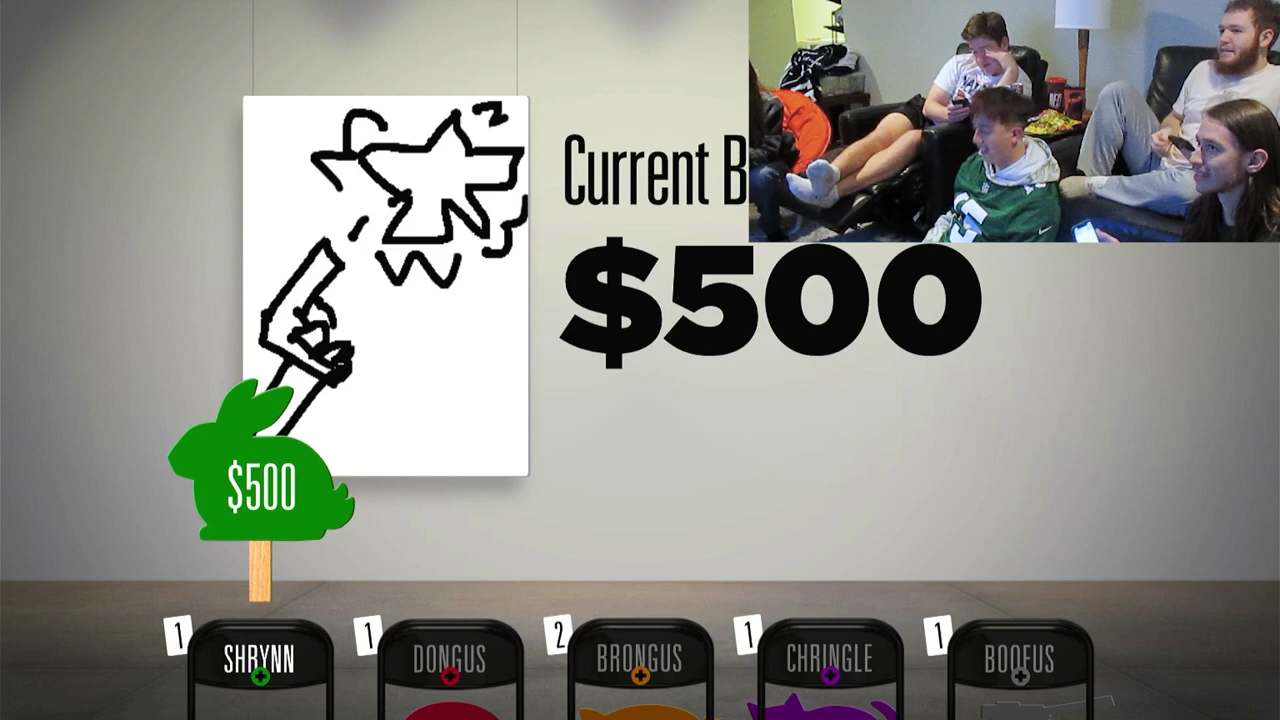 Current B
$500
$500
1 SHRYNN
1 DONGUS
2 BRONGUS
1 CHRINGLE
1 BOOFUS